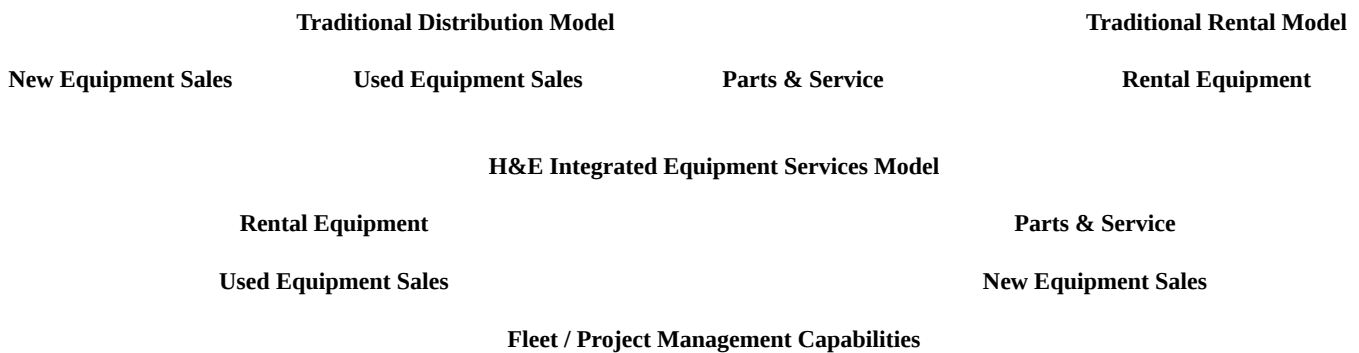 Traditional Distribution Model Traditional Rental Model
New Equipment Sales Used Equipment Sales Parts & Service Rental Equipment
H&E Integrated Equipment Services Model
Rental Equipment Parts & Service
Used Equipment Sales New Equipment Sales
Fleet / Project Management Capabilities